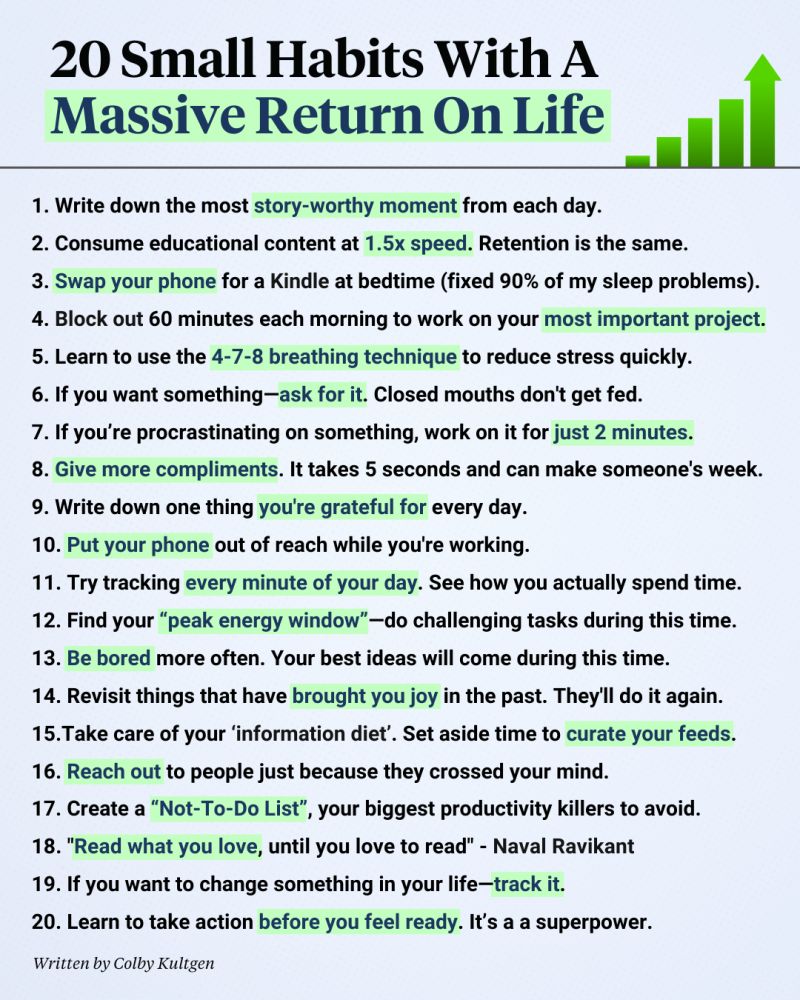 20 Small Habits With A
Massive Return On Life
1. Write down the most story-worthy moment from each day.
2. Consume educational content at 1.5x speed. Retention is the same.
3. Swap your phone for a Kindle at bedtime (fixed 90% of my sleep problems).
4. Block out 60 minutes each morning to work on your most important project.
5. Learn to use the 4-7-8 breathing technique to reduce stress quickly.
6. If you want something—ask for it. Closed mouths don't get fed.
7. If you’re procrastinating on something, work on it for just 2 minutes.
8. Give more compliments. It takes 5 seconds and can make someone's week.
9. Write down one thing you're grateful for every day.
10. Put your phone out of reach while you're working.
11. Try tracking every minute of your day. See how you actually spend time.
12. Find your “peak energy window”—do challenging tasks during this time.
13. Be bored more often. Your best ideas will come during this time.
14. Revisit things that have brought you joy in the past. They'll do it again.
15.Take care of your ‘information diet’. Set aside time to curate your feeds.
16. Reach out to people just because they crossed your mind.
17. Create a “Not-To-Do List”, your biggest productivity killers to avoid.
18. "Read what you love, until you love to read" - Naval Ravikant
19. If you want to change something in your life—track it.
20. Learn to take action before you feel ready. It’s a a superpower.
Written by Colby Kultgen